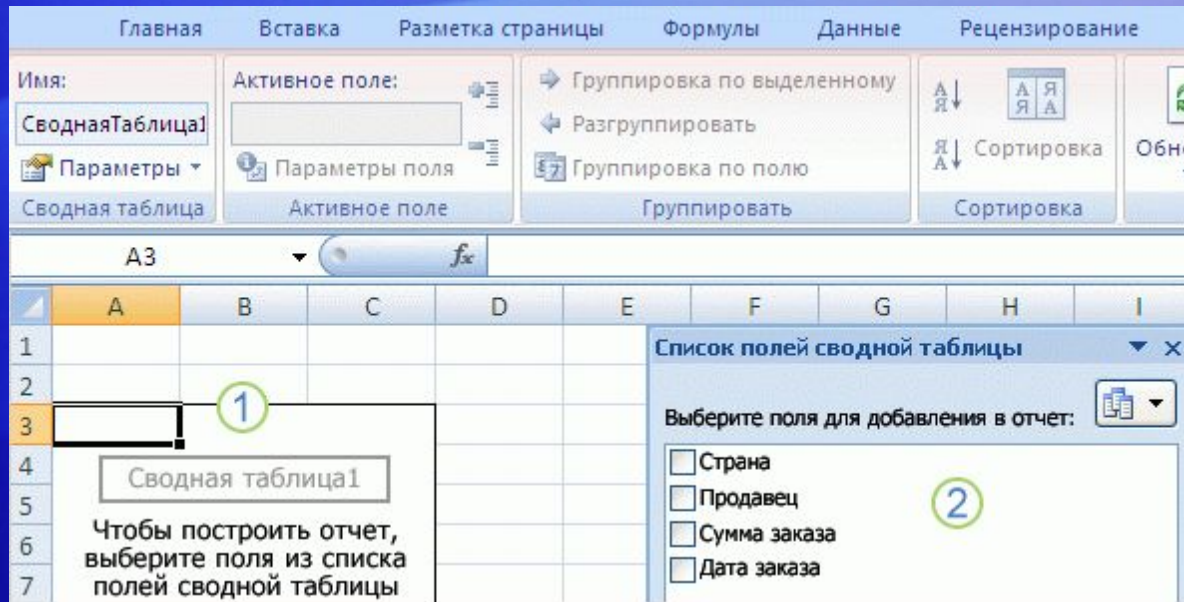 Главная Вставка Разметка страницы Формулы Данные Рецензирование
Имя:
СводнаяТаблица1
Параметры
Сводная таблица
Активное поле:
Параметры поля
Активное поле
Группировка по выделенному
Разгруппировать
Группировка по полю
Группировать
Сортировка
Сортировка
A3
fx
A B C D E F G H I
1
2
3
4
5
6
7
1
Сводная таблица1
Чтобы построить отчет,
выберите поля из списка
полей сводной таблицы
Список полей сводной таблицы
Выберите поля для добавления в отчет:
Страна
Продавец
Сумма заказа
Дата заказа
2